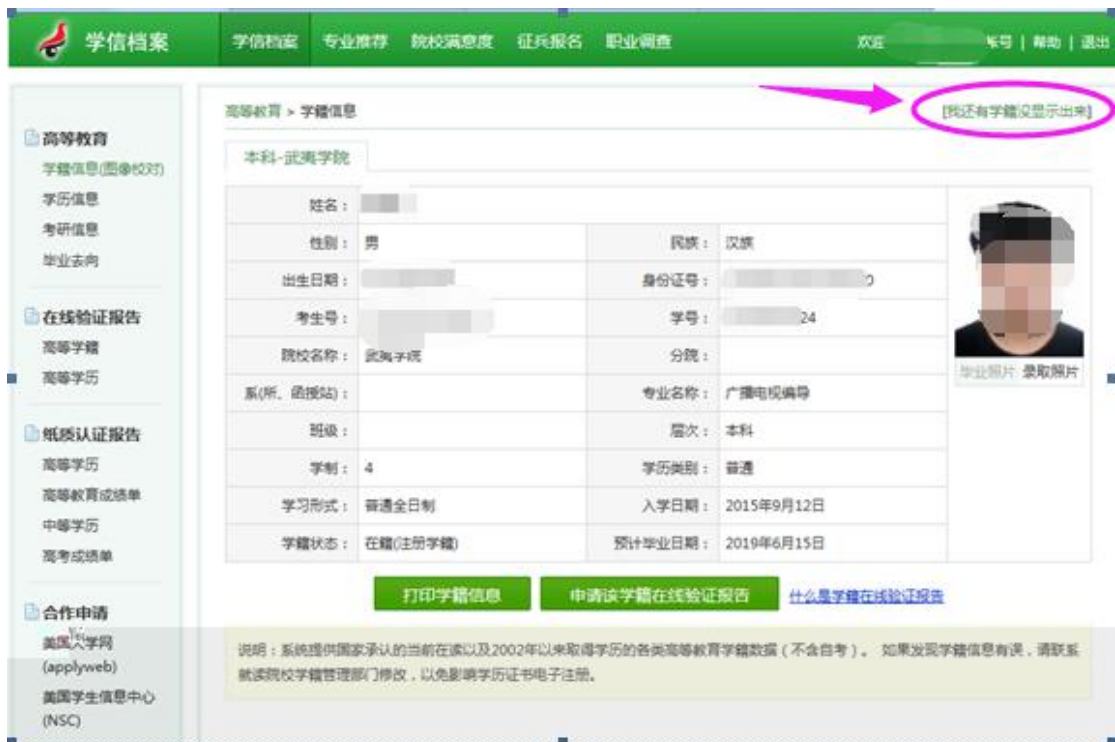 学信档案
学信档案 专业推荐 院校满意度 征兵报名 职业调查 欢迎 帐号 | 帮助 | 退出
高等教育 > 学籍信息 [我还有学籍没显示出来]
高等教育
学籍信息(图像校对)
学历信息
考研信息
毕业去向
在线验证报告
高等学籍
高等学历
纸质认证报告
高等学历
高等教育成绩单
中等学历
高考成绩单
合作申请
美国大学网
(applyweb)
美国学生信息中心
(NSC)
本科-武夷学院
姓名：
性别： 男 民族： 汉族
出生日期： 身份证号：
考生号： 学号： 24
院校名称： 武夷学院 分院：
毕业照片 录取照片
系(所、函授站)： 专业名称： 广播电视编导
班级： 层次： 本科
学制： 4 学历类别： 普通
学习形式： 普通全日制 入学日期： 2015年9月12日
学籍状态： 在籍(注册学籍) 预计毕业日期： 2019年6月15日
打印学籍信息 申请该学籍在线验证报告 什么是学籍在线验证报告
说明：系统提供国家承认的当前在读以及2002年以来取得学历的各类高等教育学籍数据（不含自考）。 如果发现学籍信息有误，请联系
就读院校学籍管理部门修改，以免影响学历证书电子注册。